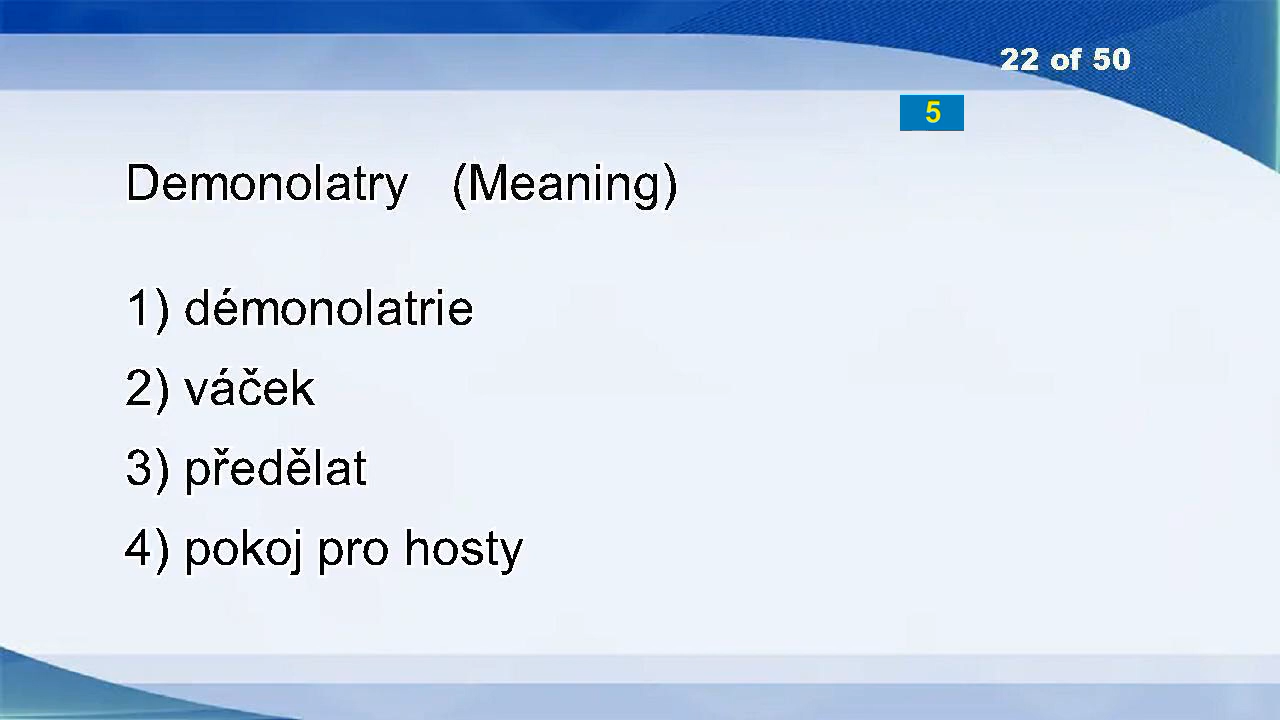 22 of 50
5
Demonolatry (Meaning)
1) démonolatrie
2) váček
3) předělat
4) pokoj pro hosty